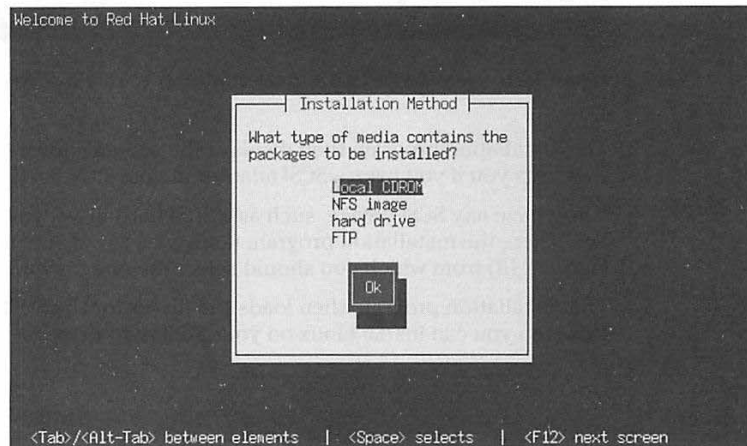 Welcome to Red Hat Linux
Installation Method
What type of media contains the
packages to be installed?
Local CDROM
NFS image
hard drive
FTP
Ok
<Tab>/<Alt-Tab> between elements | <Space> selects | <F12> next screen